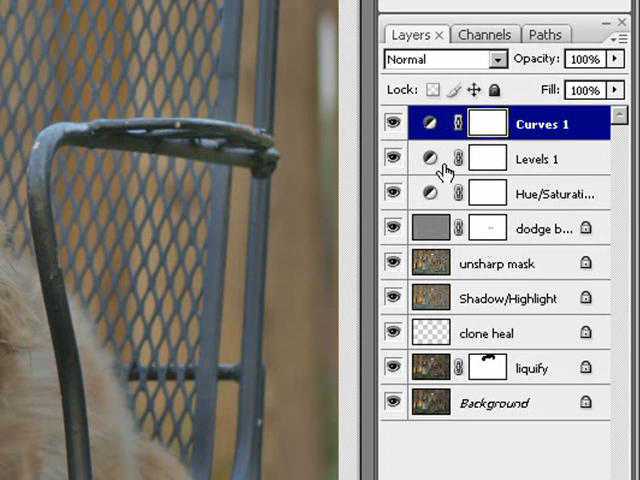 Layers × Channels Paths
Normal Opacity: 100%
Lock: Fill: 100%
Curves 1
Levels 1
Hue/Saturati...
dodge b...
unsharp mask
Shadow/Highlight
clone heal
liquify
Background